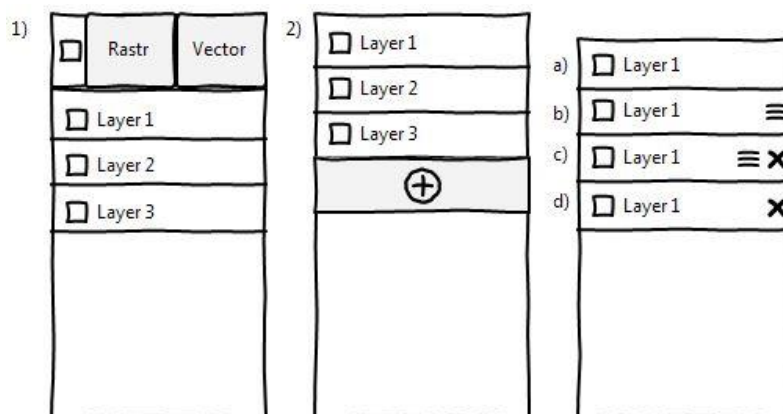 1)
Rastr
Vector
Layer 1
Layer 2
Layer 3
2)
Layer 1
Layer 2
Layer 3
a) Layer 1
b) Layer 1
c) Layer 1
d) Layer 1